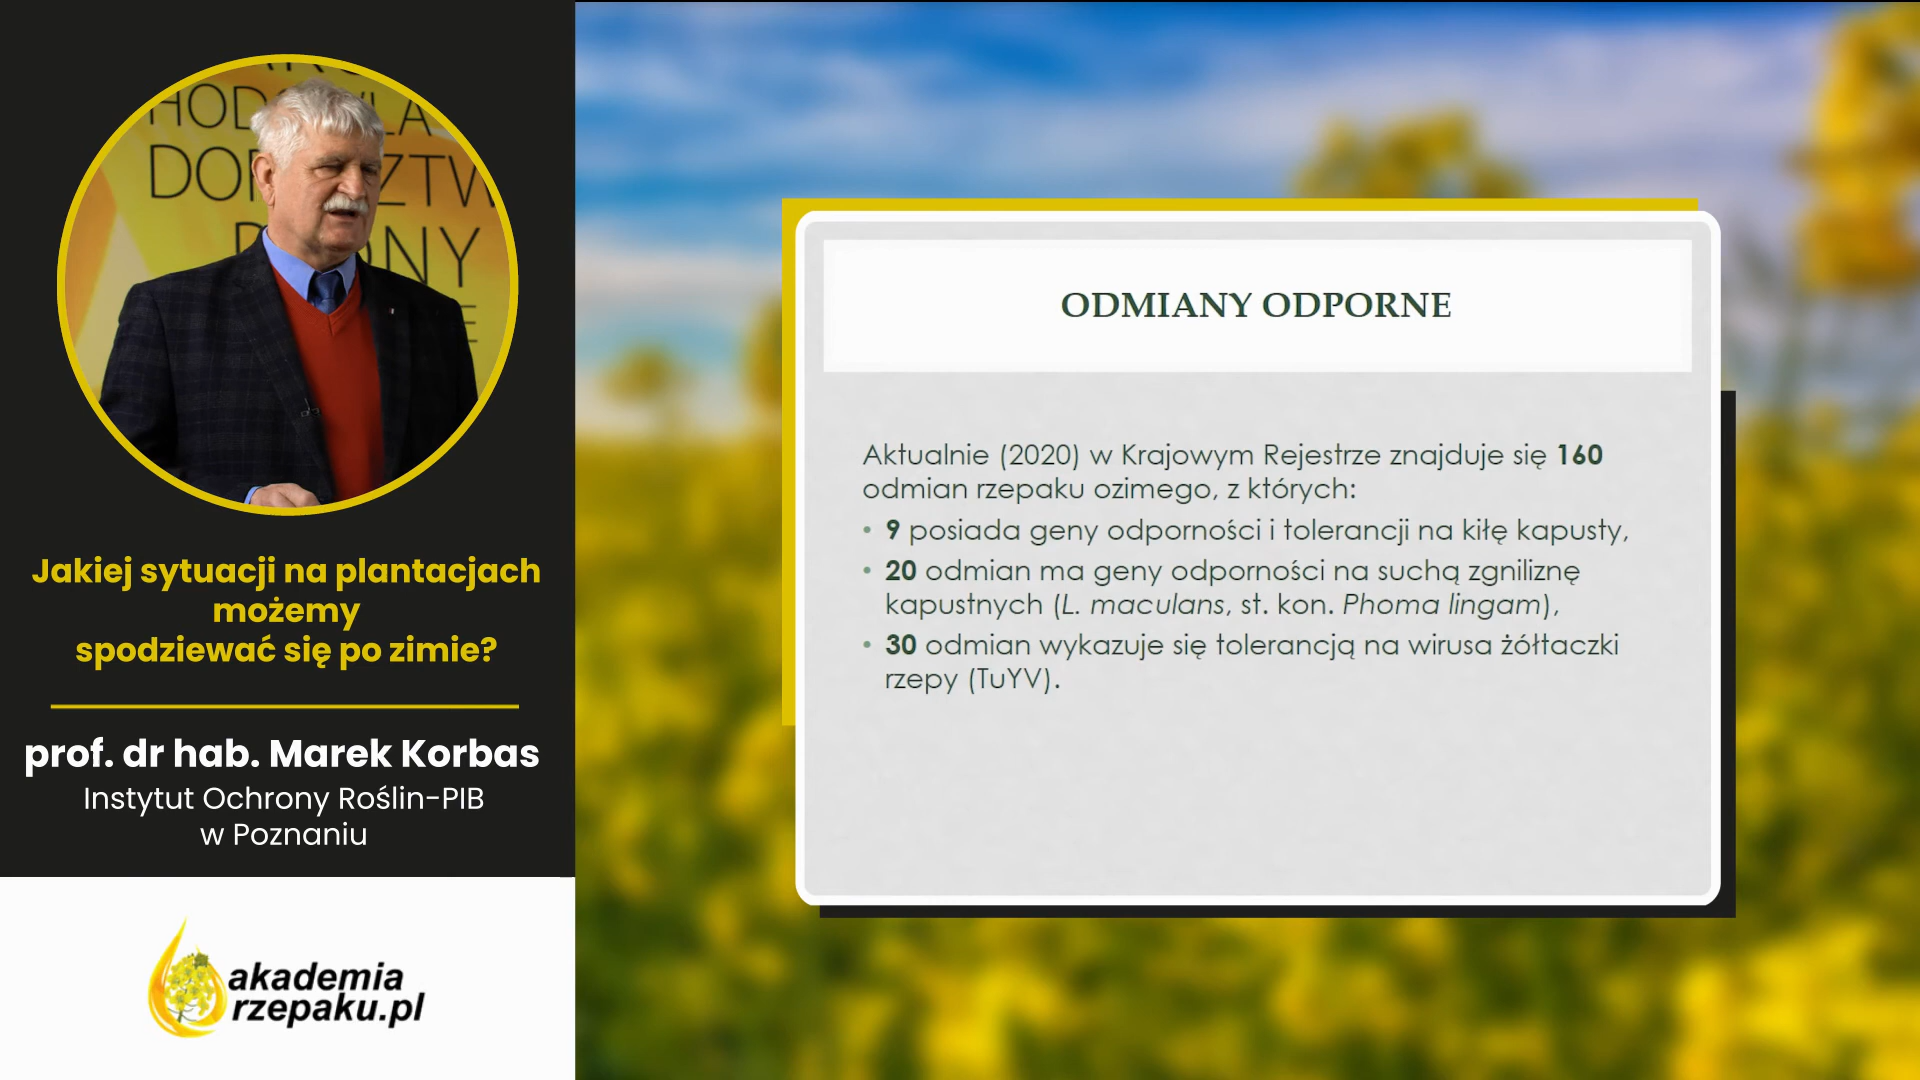 Jakiej sytuacji na plantacjach
możemy
spodziewać się po zimie?
prof. dr hab. Marek Korbas
Instytut Ochrony Roślin-PIB
w Poznaniu
akademia
rzepaku.pl
ODMIANY ODPORNE
Aktualnie (2020) w Krajowym Rejestrze znajduje się 160
odmian rzepaku ozimego, z których:
• 9 posiada geny odporności i tolerancji na kiłę kapusty,
• 20 odmian ma geny odporności na suchą zgniliznę
kapustnych (L. maculans, st. kon. Phoma lingam),
• 30 odmian wykazuje się tolerancją na wirusa żółtaczki
rzepy (TuYV).